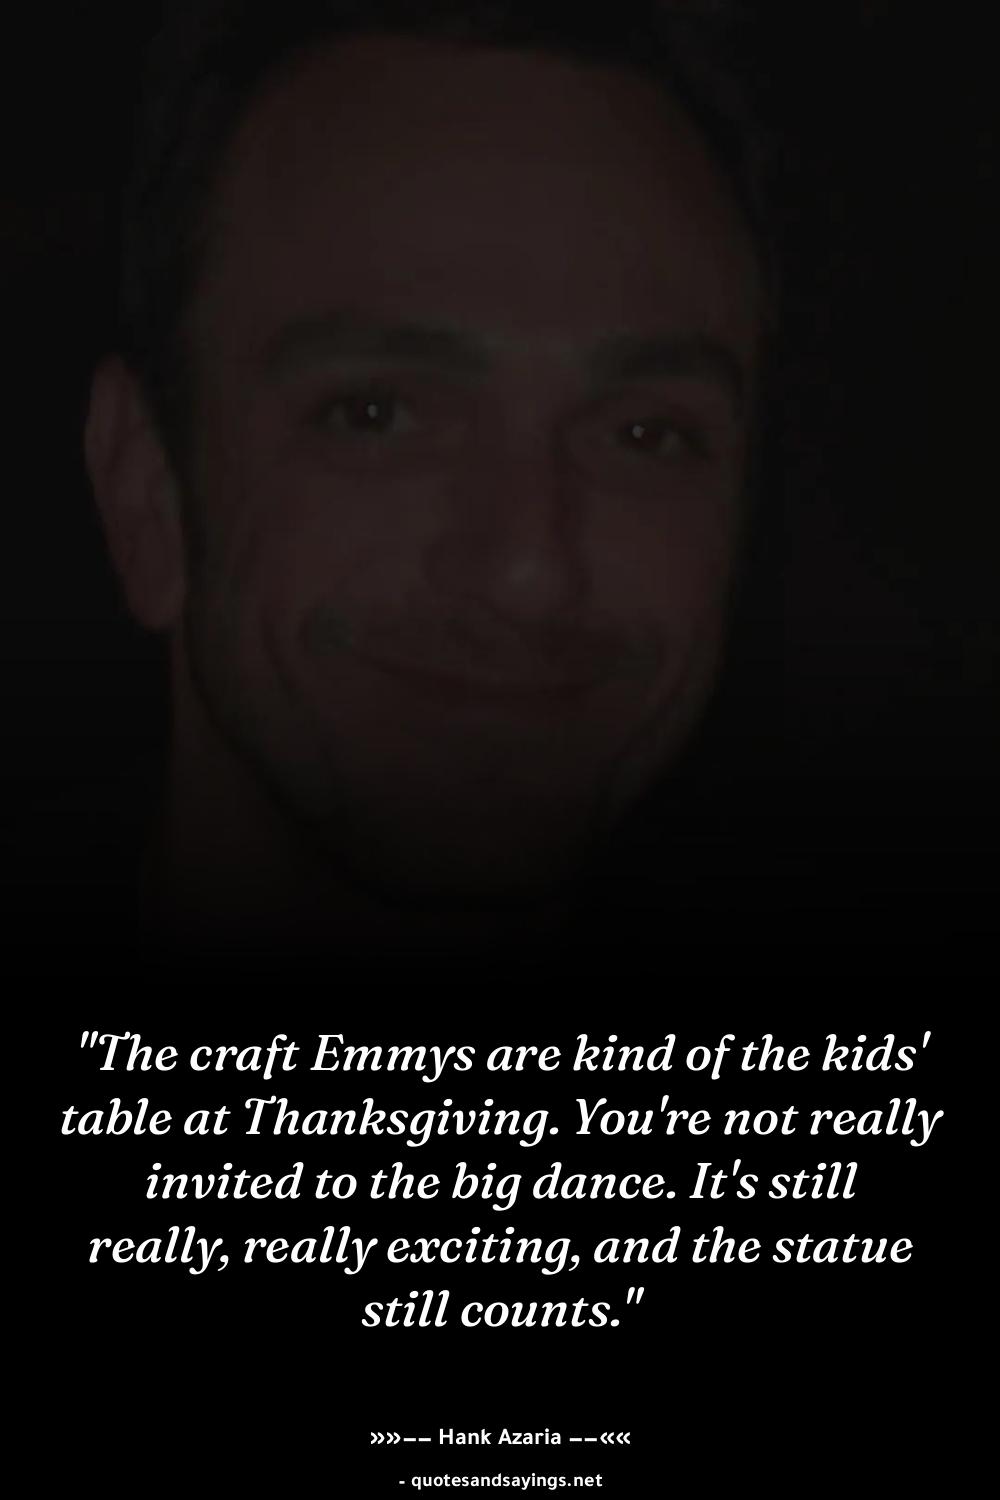 "The craft Emmys are kind of the kids'
table at Thanksgiving. You're not really
invited to the big dance. It's still
really, really exciting, and the statue
still counts."
»»−− Hank Azaria −−««
- quotesandsayings.net